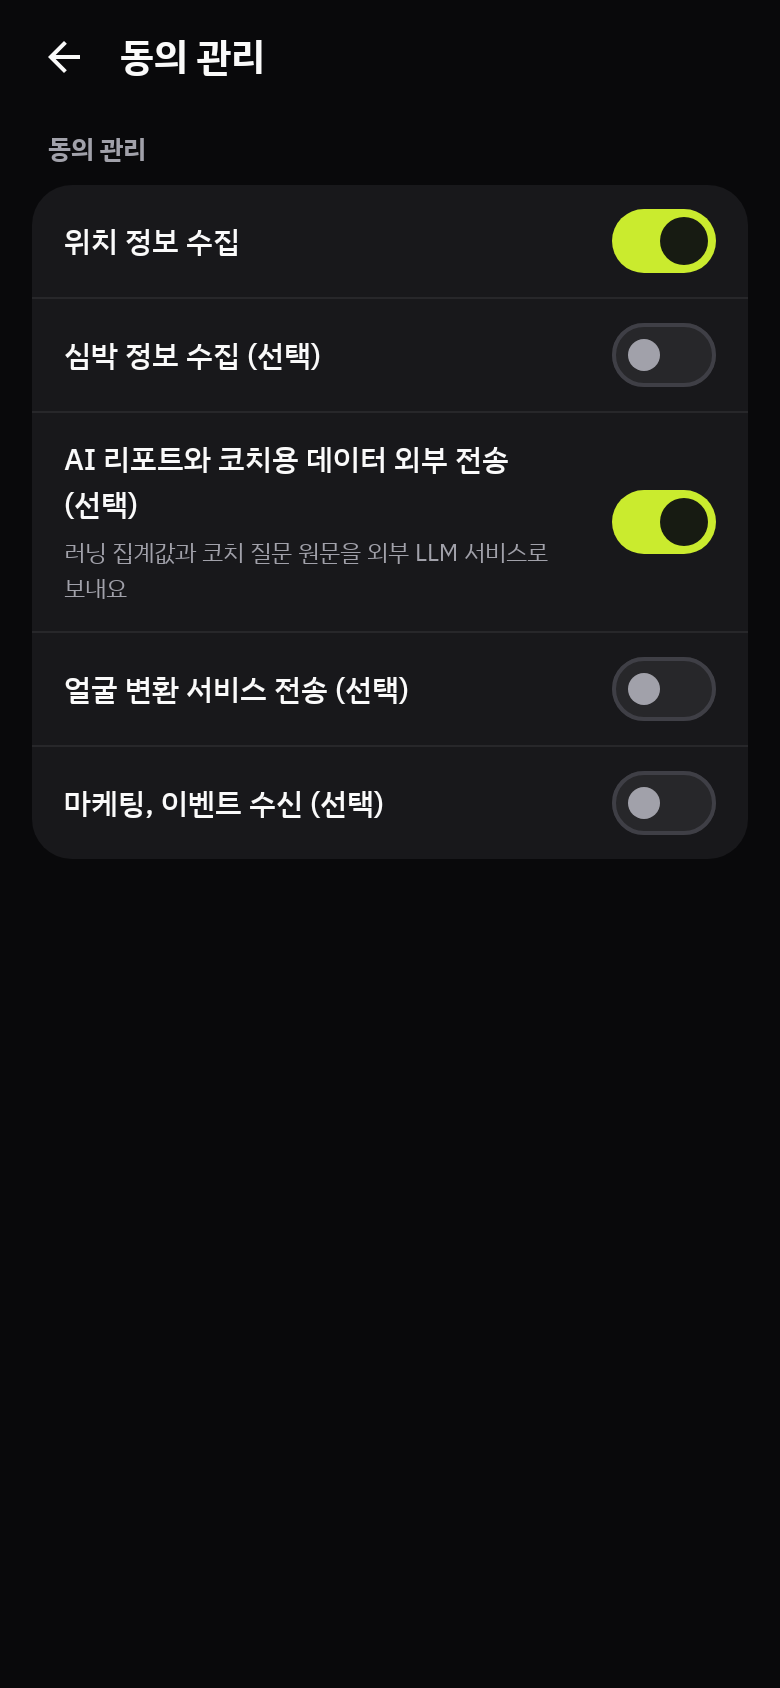 동의 관리
동의 관리
위치 정보 수집
심박 정보 수집 (선택)
AI 리포트와 코치용 데이터 외부 전송
(선택)
러닝 집계값과 코치 질문 원문을 외부 LLM 서비스로
보내요
얼굴 변환 서비스 전송 (선택)
마케팅, 이벤트 수신 (선택)